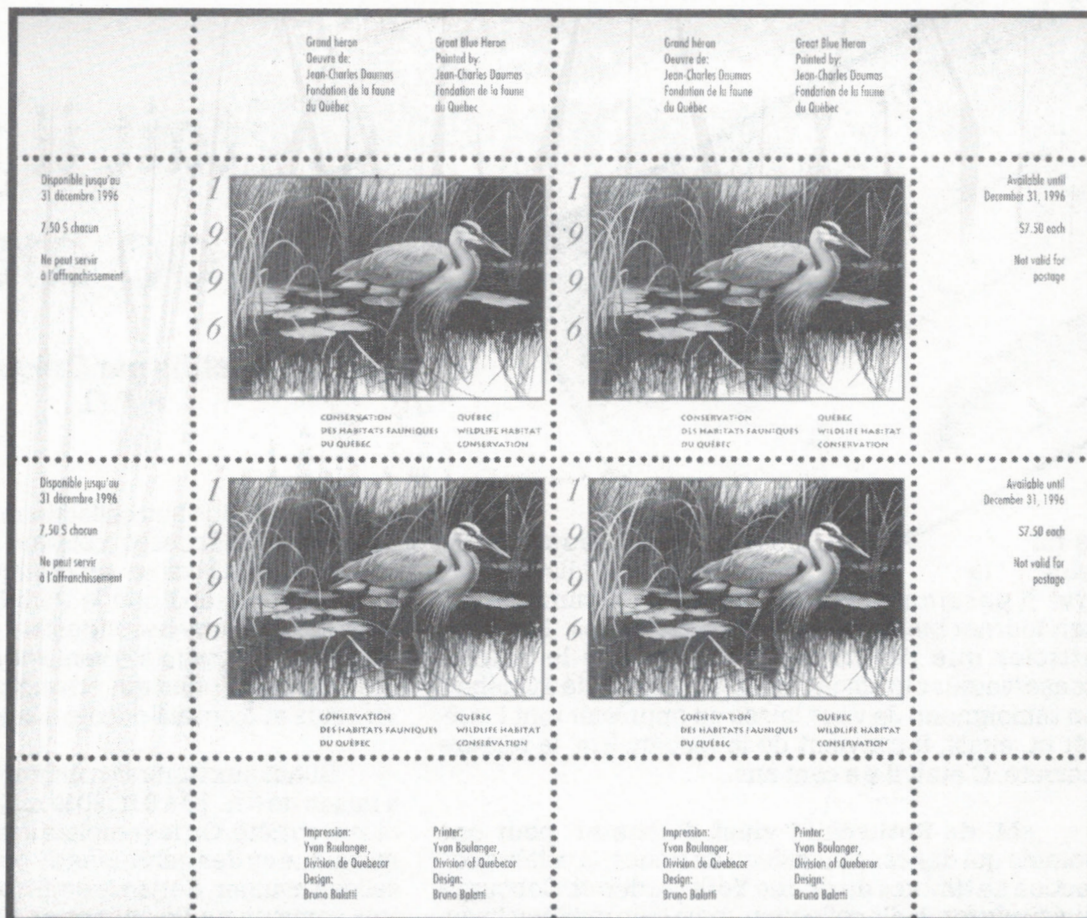 Grand héron
Oeuvre de:
Jean-Charles Daumas
Fondation de la faune
du Québec
Great Blue Heron
Painted by:
Jean-Charles Daumas
Fondation de la faune
du Québec
Grand héron
Oeuvre de:
Jean-Charles Daumas
Fondation de la faune
du Québec
Great Blue Heron
Painted by:
Jean-Charles Daumas
Fondation de la faune
du Québec
Disponible jusqu'au
31 décembre 1996
7,50 $ chacun
Ne peut servir
à l'affranchissement
1
9
9
6
CONSERVATION
DES HABITATS FAUNIQUES
DU QUÉBEC
QUÉBEC
WILDLIFE HABITAT
CONSERVATION
1
9
9
6
CONSERVATION
DES HABITATS FAUNIQUES
DU QUÉBEC
QUÉBEC
WILDLIFE HABITAT
CONSERVATION
Available until
December 31, 1996
$7.50 each
Not valid for
postage
Disponible jusqu'au
31 décembre 1996
7,50 $ chacun
Ne peut servir
à l'affranchissement
1
9
9
6
CONSERVATION
DES HABITATS FAUNIQUES
DU QUÉBEC
QUÉBEC
WILDLIFE HABITAT
CONSERVATION
1
9
9
6
CONSERVATION
DES HABITATS FAUNIQUES
DU QUÉBEC
QUÉBEC
WILDLIFE HABITAT
CONSERVATION
Available until
December 31, 1996
$7.50 each
Not valid for
postage
Impression:
Yvon Boulanger,
Division de Quebecor
Design:
Bruno Balatti
Printer:
Yvon Boulanger,
Division of Quebecor
Design:
Bruno Balatti
Impression:
Yvon Boulanger,
Division de Quebecor
Design:
Bruno Balatti
Printer:
Yvon Boulanger,
Division of Quebecor
Design:
Bruno Balatti